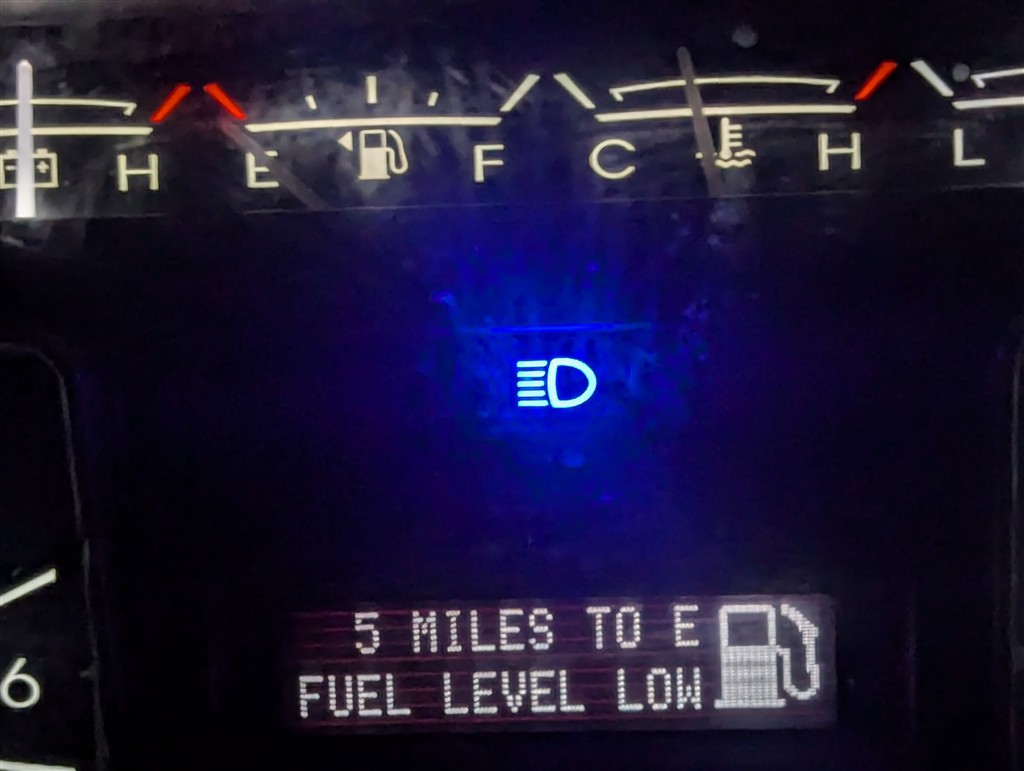 H E F C H L
6
5 MILES TO E
FUEL LEVEL LOW